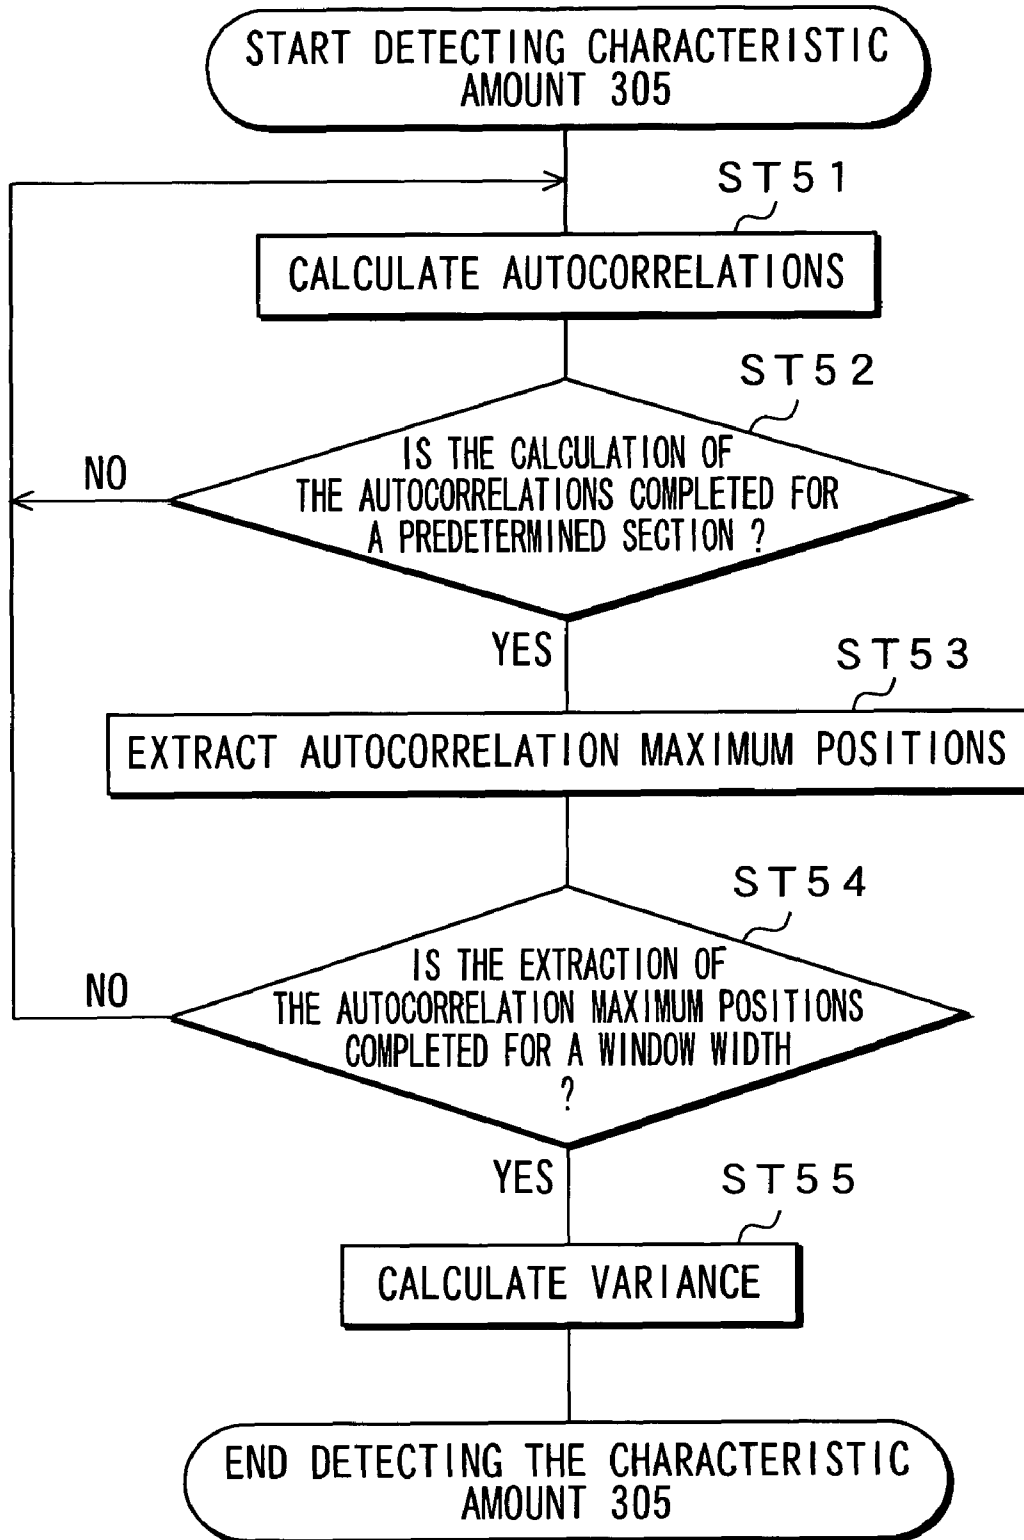 START DETECTING CHARACTERISTIC
AMOUNT 305
ST51
CALCULATE AUTOCORRELATIONS
ST52
IS THE CALCULATION OF
THE AUTOCORRELATIONS COMPLETED FOR
A PREDETERMINED SECTION ?
NO
YES
ST53
EXTRACT AUTOCORRELATION MAXIMUM POSITIONS
ST54
IS THE EXTRACTION OF
THE AUTOCORRELATION MAXIMUM POSITIONS
COMPLETED FOR A WINDOW WIDTH
?
NO
YES
ST55
CALCULATE VARIANCE
END DETECTING THE CHARACTERISTIC
AMOUNT 305